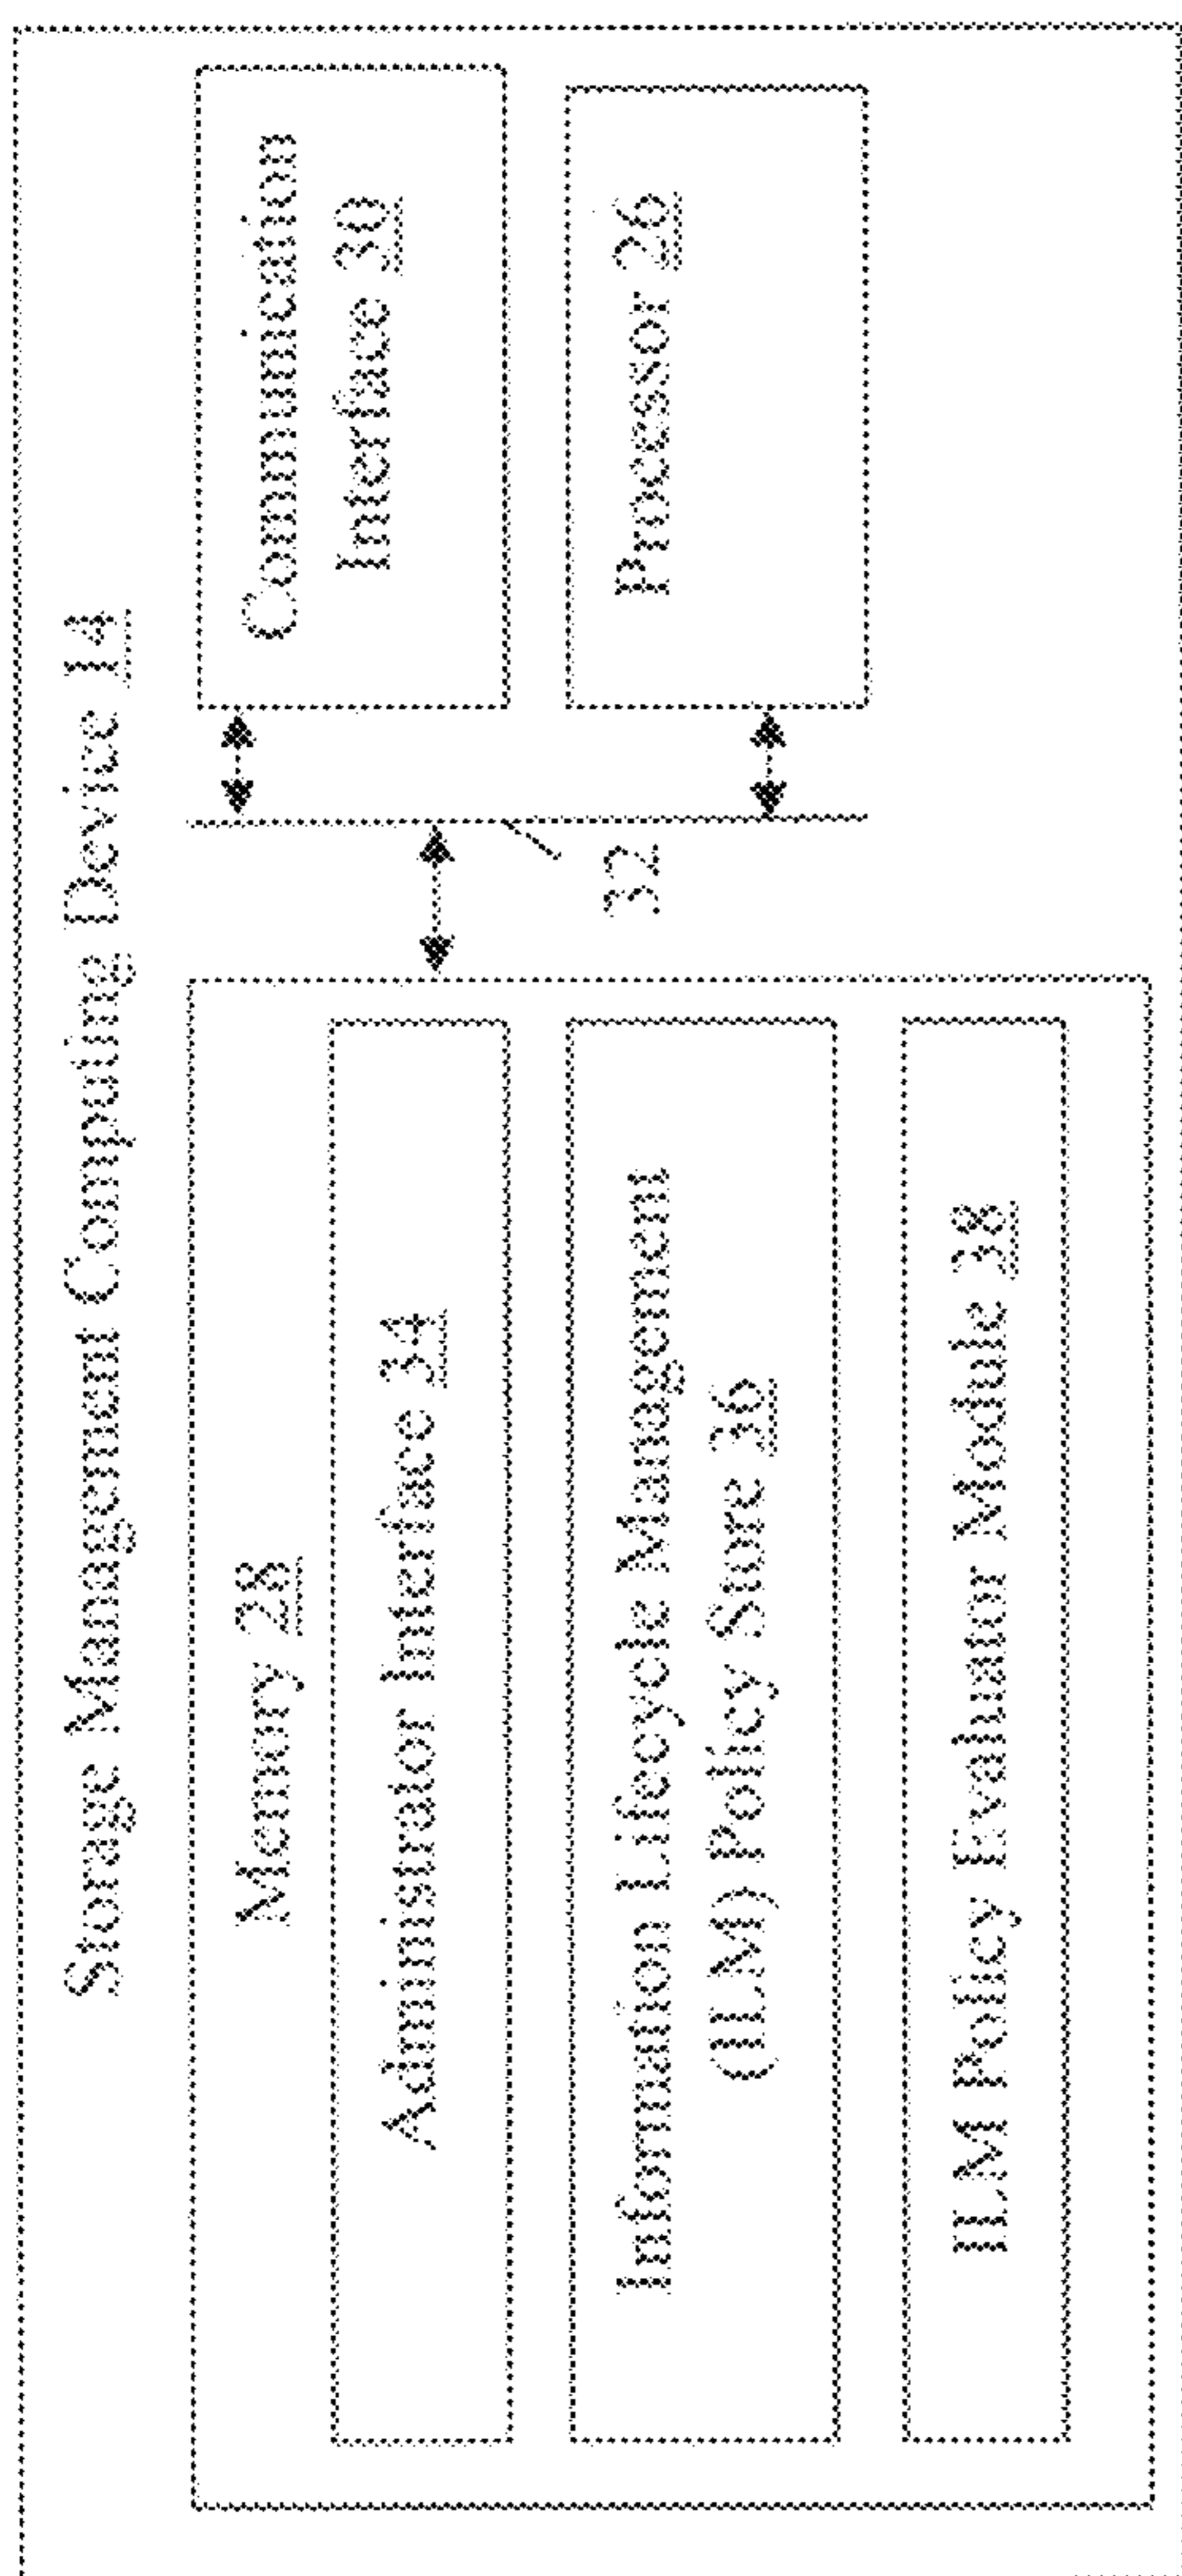 Storage Management Computing Device 14
Memory 28
Administrator Interface 34
Information Lifecycle Management
(ILM) Policy Store 36
ILM Policy Evaluator Module 38
32
Communication
Interface 30
Processor 26